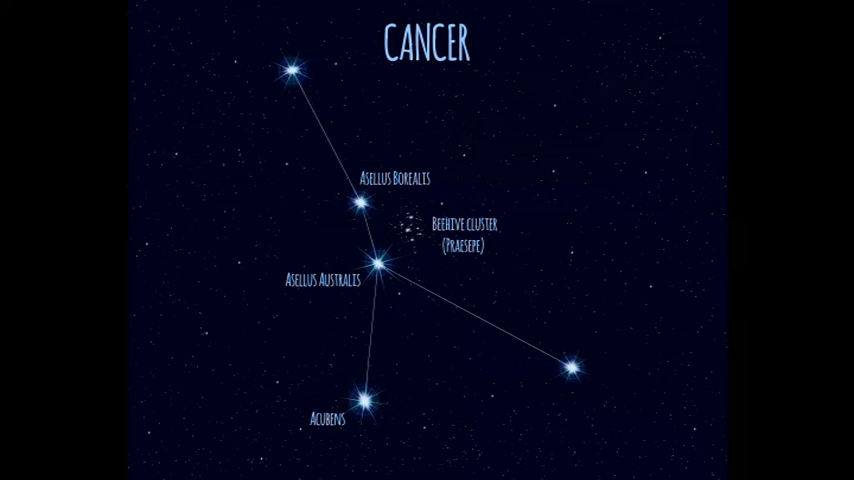 CANCER
ASELLUS BOREALIS
BEEHIVE CLUSTER
(PRAESEPE)
ASELLUS AUSTRALIS
ACUBENS